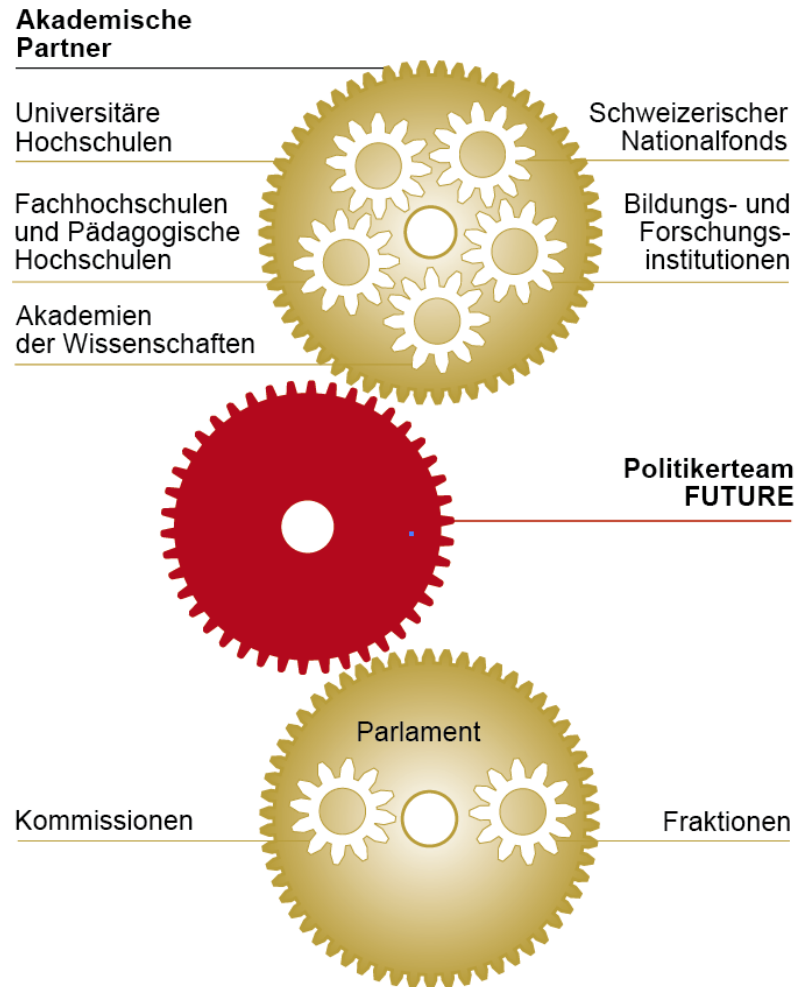 Akademische
Partner
Universitäre
Hochschulen
Schweizerischer
Nationalfonds
Fachhochschulen
und Pädagogische
Hochschulen
Bildungs- und
Forschungs-
institutionen
Akademien
der Wissenschaften
Politikerteam
FUTURE
Parlament
Kommissionen
Fraktionen